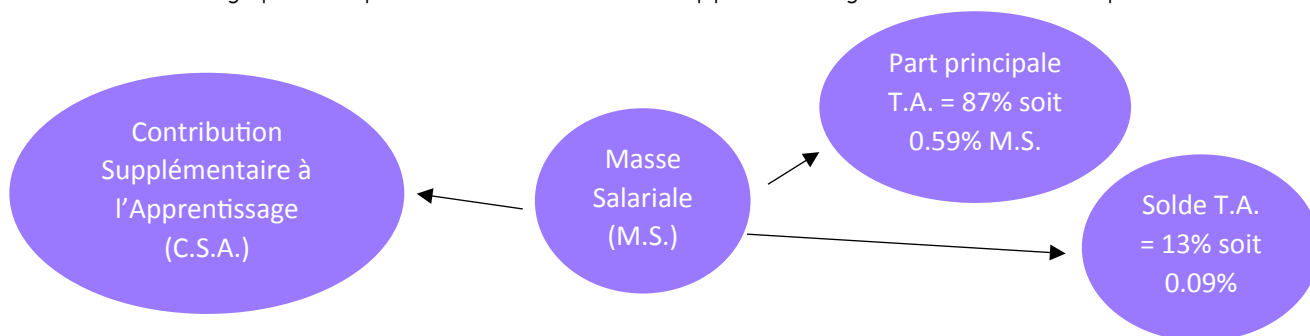 Contribution
Supplémentaire à
l’Apprentissage
(C.S.A.)
Masse
Salariale
(M.S.)
Part principale
T.A. = 87% soit
0.59% M.S.
Solde T.A.
= 13% soit
0.09%